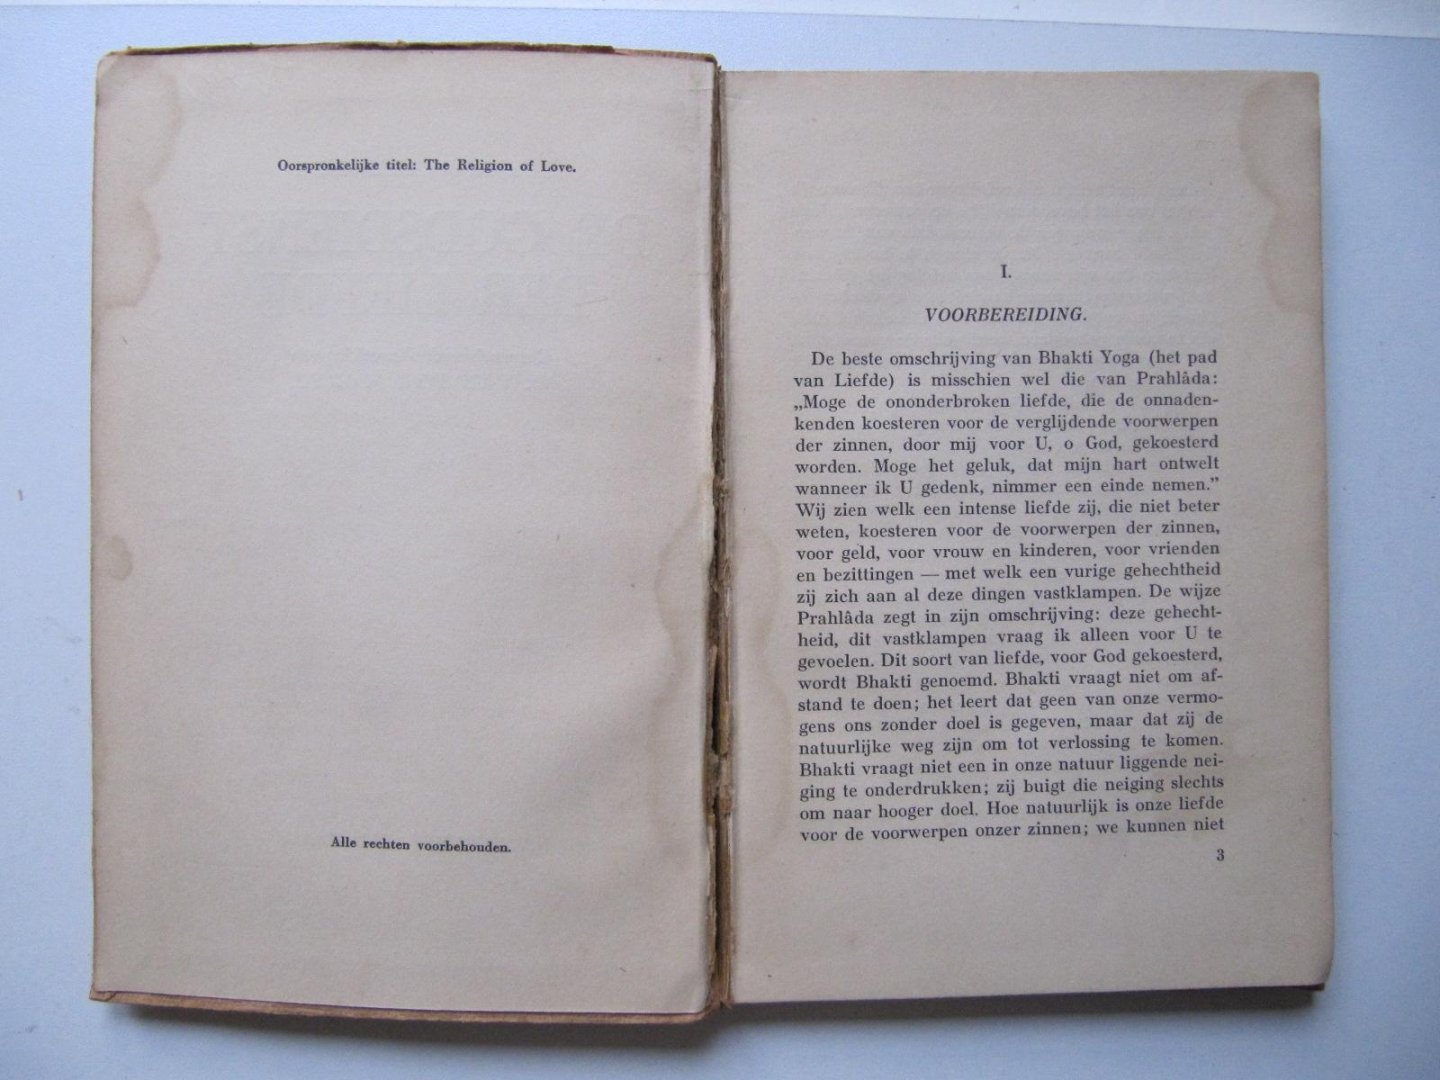 Oorspronkelijke titel: The Religion of Love.
Alle rechten voorbehouden.
I.
VOORBEREIDING.
De beste omschrijving van Bhakti Yoga (het pad
van Liefde) is misschien wel die van Prahlâda:
„Moge de ononderbroken liefde, die de onnaden-
kenden koesteren voor de verglijdende voorwerpen
der zinnen, door mij voor U, o God, gekoesterd
worden. Moge het geluk, dat mijn hart ontwelt
wanneer ik U gedenk, nimmer een einde nemen.”
Wij zien welk een intense liefde zij, die niet beter
weten, koesteren voor de voorwerpen der zinnen,
voor geld, voor vrouw en kinderen, voor vrienden
en bezittingen — met welk een vurige gehechtheid
zij zich aan al deze dingen vastklampen. De wijze
Prahlâda zegt in zijn omschrijving: deze gehecht-
heid, dit vastklampen vraag ik alleen voor U te
gevoelen. Dit soort van liefde, voor God gekoesterd,
wordt Bhakti genoemd. Bhakti vraagt niet om af-
stand te doen; het leert dat geen van onze vermo-
gens ons zonder doel is gegeven, maar dat zij de
natuurlijke weg zijn om tot verlossing te komen.
Bhakti vraagt niet een in onze natuur liggende nei-
ging te onderdrukken; zij buigt die neiging slechts
om naar hooger doel. Hoe natuurlijk is onze liefde
voor de voorwerpen onzer zinnen; we kunnen niet
3